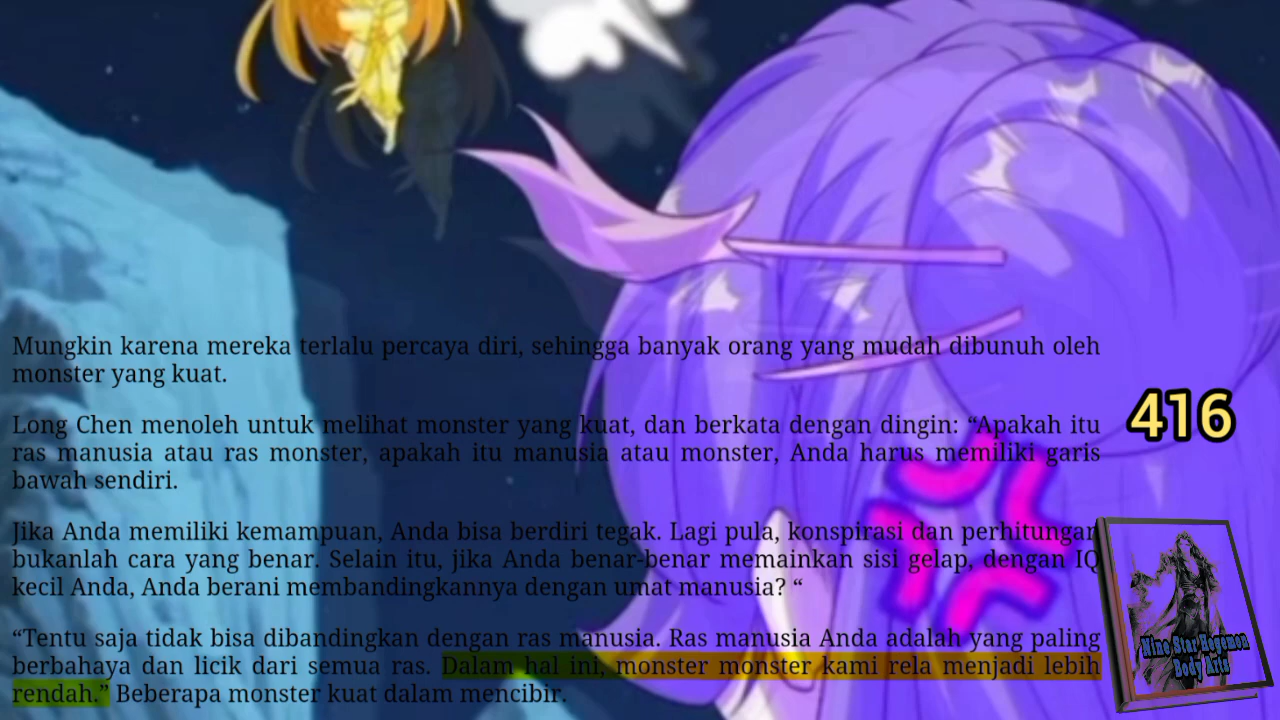 Mungkin karena mereka terlalu percaya diri, sehingga banyak orang yang mudah dibunuh oleh
monster yang kuat.
Long Chen menoleh untuk melihat monster yang kuat, dan berkata dengan dingin: “Apakah itu
ras manusia atau ras monster, apakah itu manusia atau monster, Anda harus memiliki garis
bawah sendiri.
416
Jika Anda memiliki kemampuan, Anda bisa berdiri tegak. Lagi pula, konspirasi dan perhitungan
bukanlah cara yang benar. Selain itu, jika Anda benar-benar memainkan sisi gelap, dengan IQ
kecil Anda, Anda berani membandingkannya dengan umat manusia? “
“Tentu saja tidak bisa dibandingkan dengan ras manusia. Ras manusia Anda adalah yang paling
berbahaya dan licik dari semua ras. Dalam hal ini, monster monster kami rela menjadi lebih
rendah.” Beberapa monster kuat dalam mencibir.
Nine Star Hegemon
Body Arts